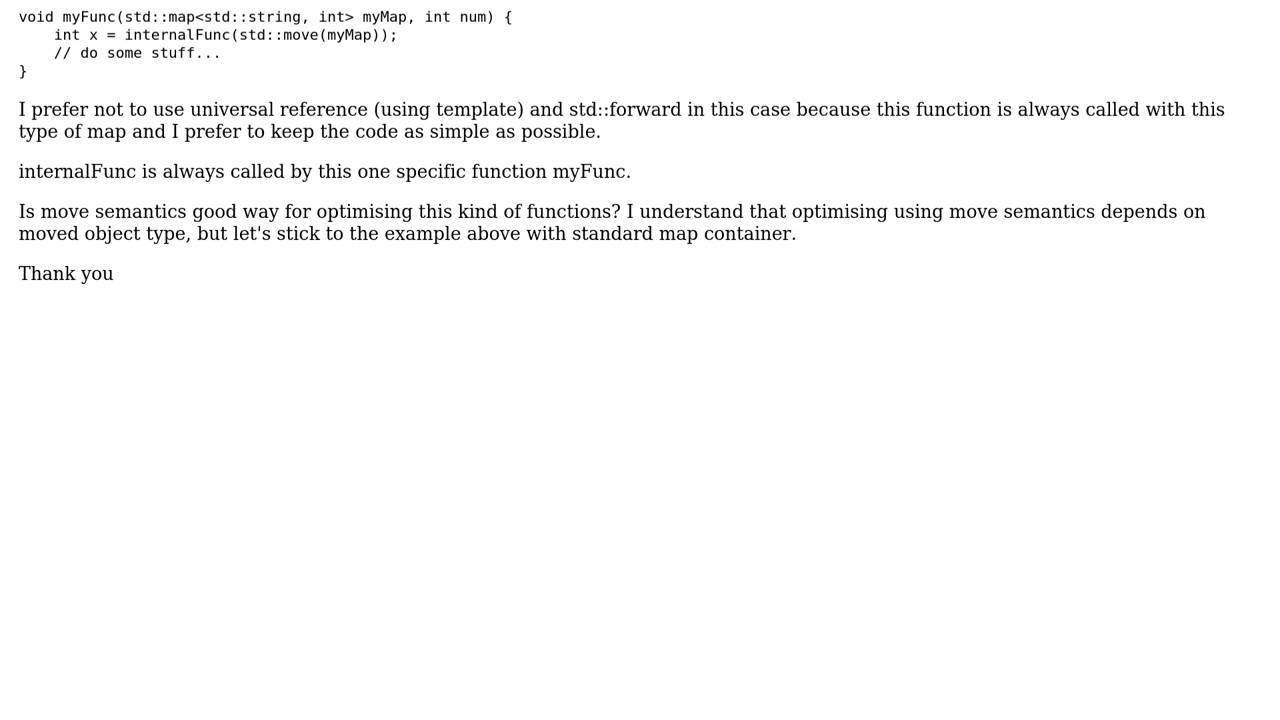 void myFunc(std::map<std::string, int> myMap, int num) {
    int x = internalFunc(std::move(myMap));
    // do some stuff...
}
I prefer not to use universal reference (using template) and std::forward in this case because this function is always called with this
type of map and I prefer to keep the code as simple as possible.
internalFunc is always called by this one specific function myFunc.
Is move semantics good way for optimising this kind of functions? I understand that optimising using move semantics depends on
moved object type, but let's stick to the example above with standard map container.
Thank you